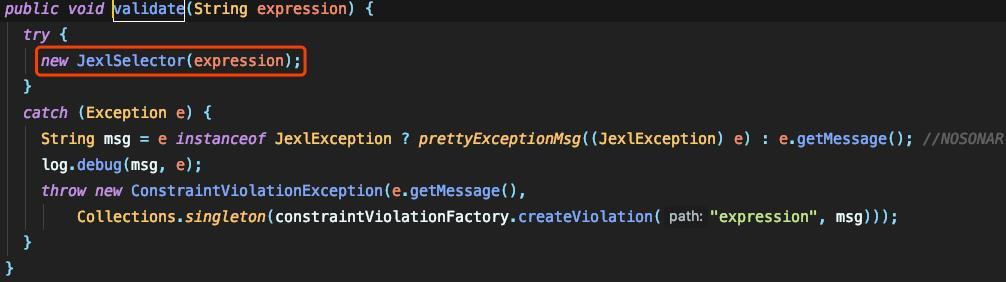 public void validate(String expression) {
try {
new JexlSelector(expression);
}
catch (Exception e) {
String msg = e instanceof JexlException ? prettyExceptionMsg((JexlException) e) : e.getMessage(); //NOSONAR
log.debug(msg, e);
throw new ConstraintViolationException(e.getMessage(),
Collections.singleton(constraintViolationFactory.createViolation( path: "expression", msg)));
}
}